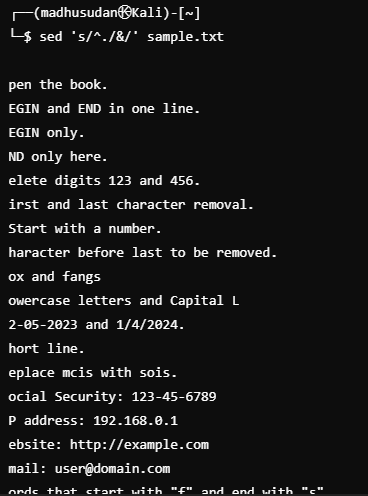 ┌──(madhusudan㉿Kali)-[~]
└─$ sed 's/^./&/' sample.txt
pen the book.
EGIN and END in one line.
EGIN only.
ND only here.
elete digits 123 and 456.
irst and last character removal.
Start with a number.
haracter before last to be removed.
ox and fangs
owercase letters and Capital L
2-05-2023 and 1/4/2024.
hort line.
eplace mcis with sois.
ocial Security: 123-45-6789
P address: 192.168.0.1
ebsite: http://example.com
mail: user@domain.com
ords that start with "f" and end with "s"